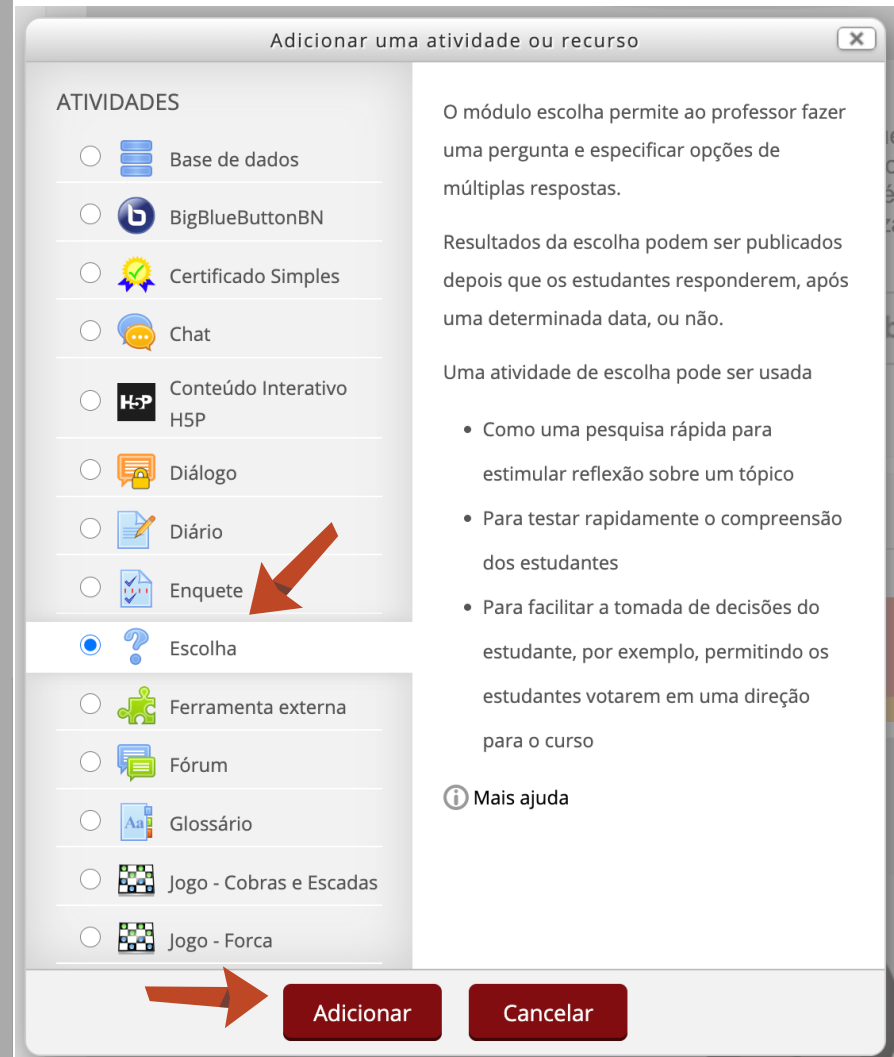 Adicionar uma atividade ou recurso
ATIVIDADES
Base de dados
BigBlueButtonBN
Certificado Simples
Chat
H5P
Conteúdo Interativo
H5P
Diálogo
Diário
Enquete
Escolha
Ferramenta externa
Fórum
Aa
Glossário
Jogo - Cobras e Escadas
Jogo - Forca
O módulo escolha permite ao professor fazer
uma pergunta e especificar opções de
múltiplas respostas.
Resultados da escolha podem ser publicados
depois que os estudantes responderem, após
uma determinada data, ou não.
Uma atividade de escolha pode ser usada
• Como uma pesquisa rápida para
estimular reflexão sobre um tópico
• Para testar rapidamente o compreensão
dos estudantes
• Para facilitar a tomada de decisões do
estudante, por exemplo, permitindo os
estudantes votarem em uma direção
para o curso
Mais ajuda
Adicionar
Cancelar